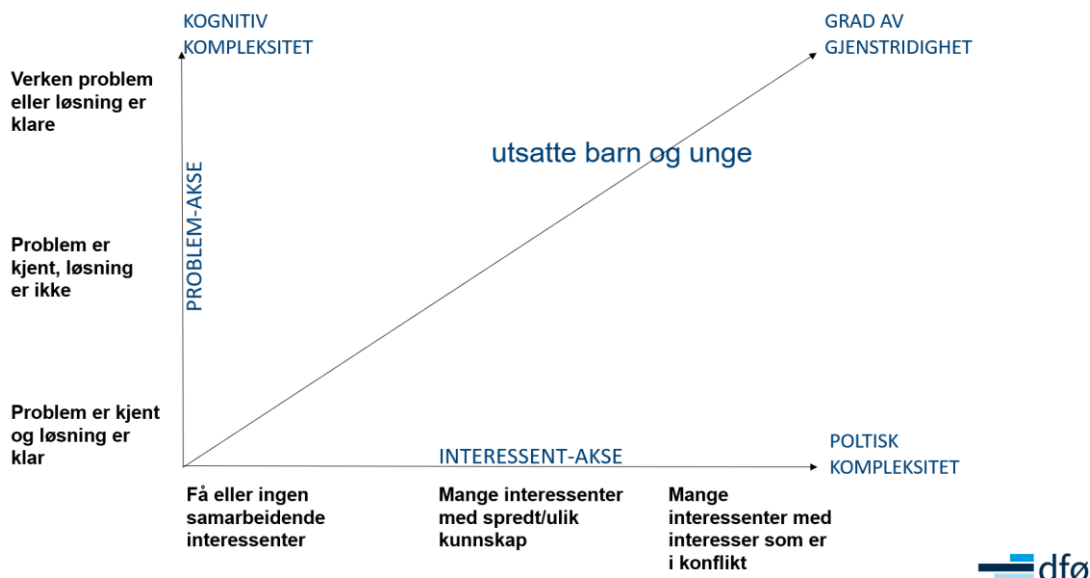 KOGNITIV
KOMPLEKSITET
GRAD AV
GJENSTRIDIGHET
Verken problem
eller løsning er
klare
utsatte barn og unge
PROBLEM-AKSE
Problem er
kjent, løsning
er ikke
Problem er kjent
og løsning er
klar
INTERESSENT-AKSE
POLTISK
KOMPLEKSITET
Få eller ingen
samarbeidende
interessenter
Mange interessenter
med spredt/ulik
kunnskap
Mange
interessenter med
interesser som er
i konflikt
dfø